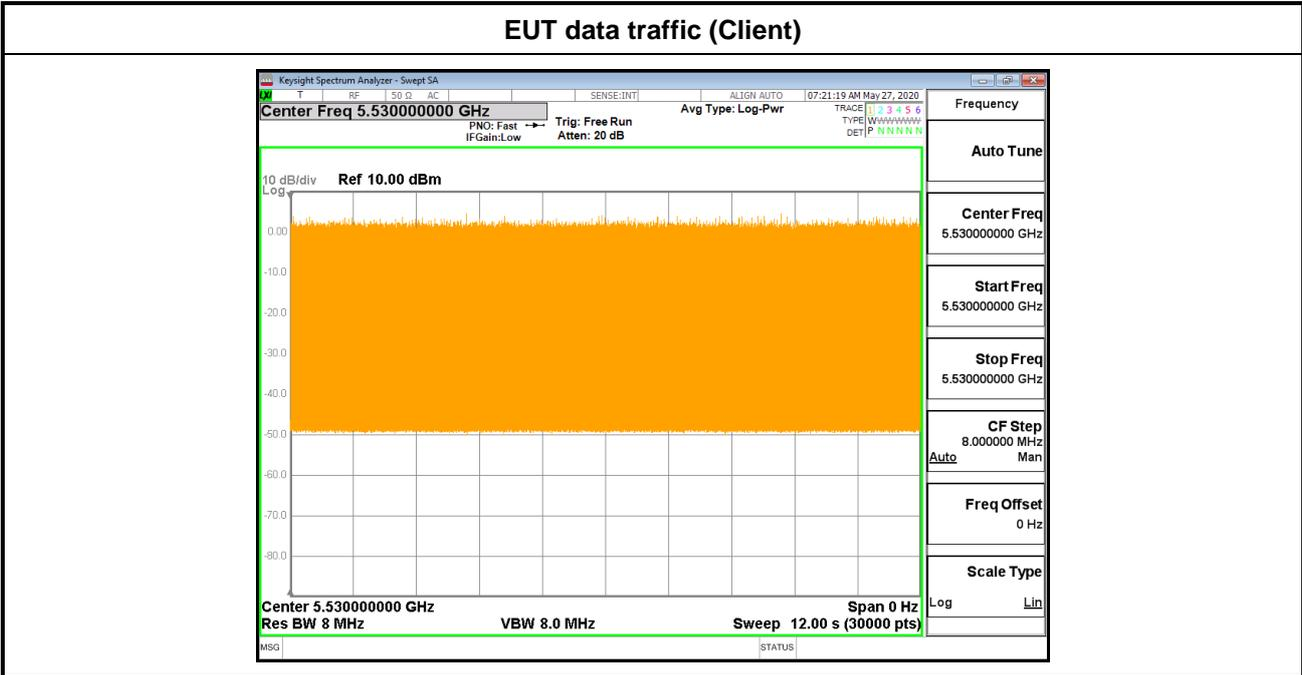 EUT data traffic (Client)
Keysight Spectrum Analyzer - Swept SA
LXI T RF 50 Ω AC SENSE:INT ALIGN AUTO 07:21:19 AM May 27, 2020
Center Freq 5.530000000 GHz
PNO: Fast
IFGain:Low
Trig: Free Run
Atten: 20 dB
Avg Type: Log-Pwr
TRACE 1 2 3 4 5 6
TYPE W
DET P N N N N N
Frequency
10 dB/div Ref 10.00 dBm
Log
0.00
-10.0
-20.0
-30.0
-40.0
-50.0
-60.0
-70.0
-80.0
Center 5.530000000 GHz Span 0 Hz
Res BW 8 MHz VBW 8.0 MHz Sweep 12.00 s (30000 pts)
MSG STATUS
Auto Tune
Center Freq
5.530000000 GHz
Start Freq
5.530000000 GHz
Stop Freq
5.530000000 GHz
CF Step
8.000000 MHz
Auto Man
Freq Offset
0 Hz
Scale Type
Log Lin